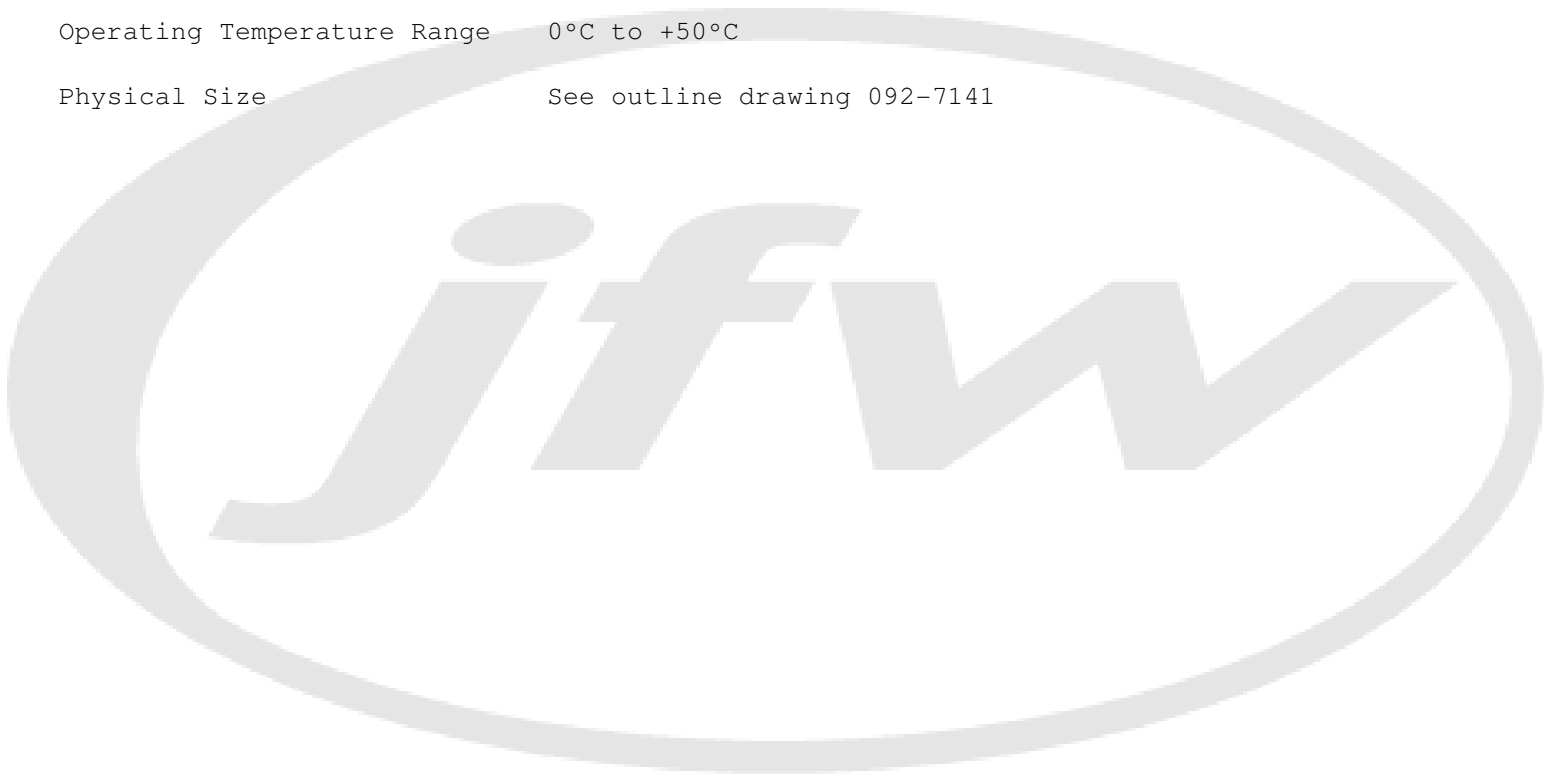 Operating Temperature Range 0°C to +50°C
Physical Size See outline drawing 092-7141
jfw